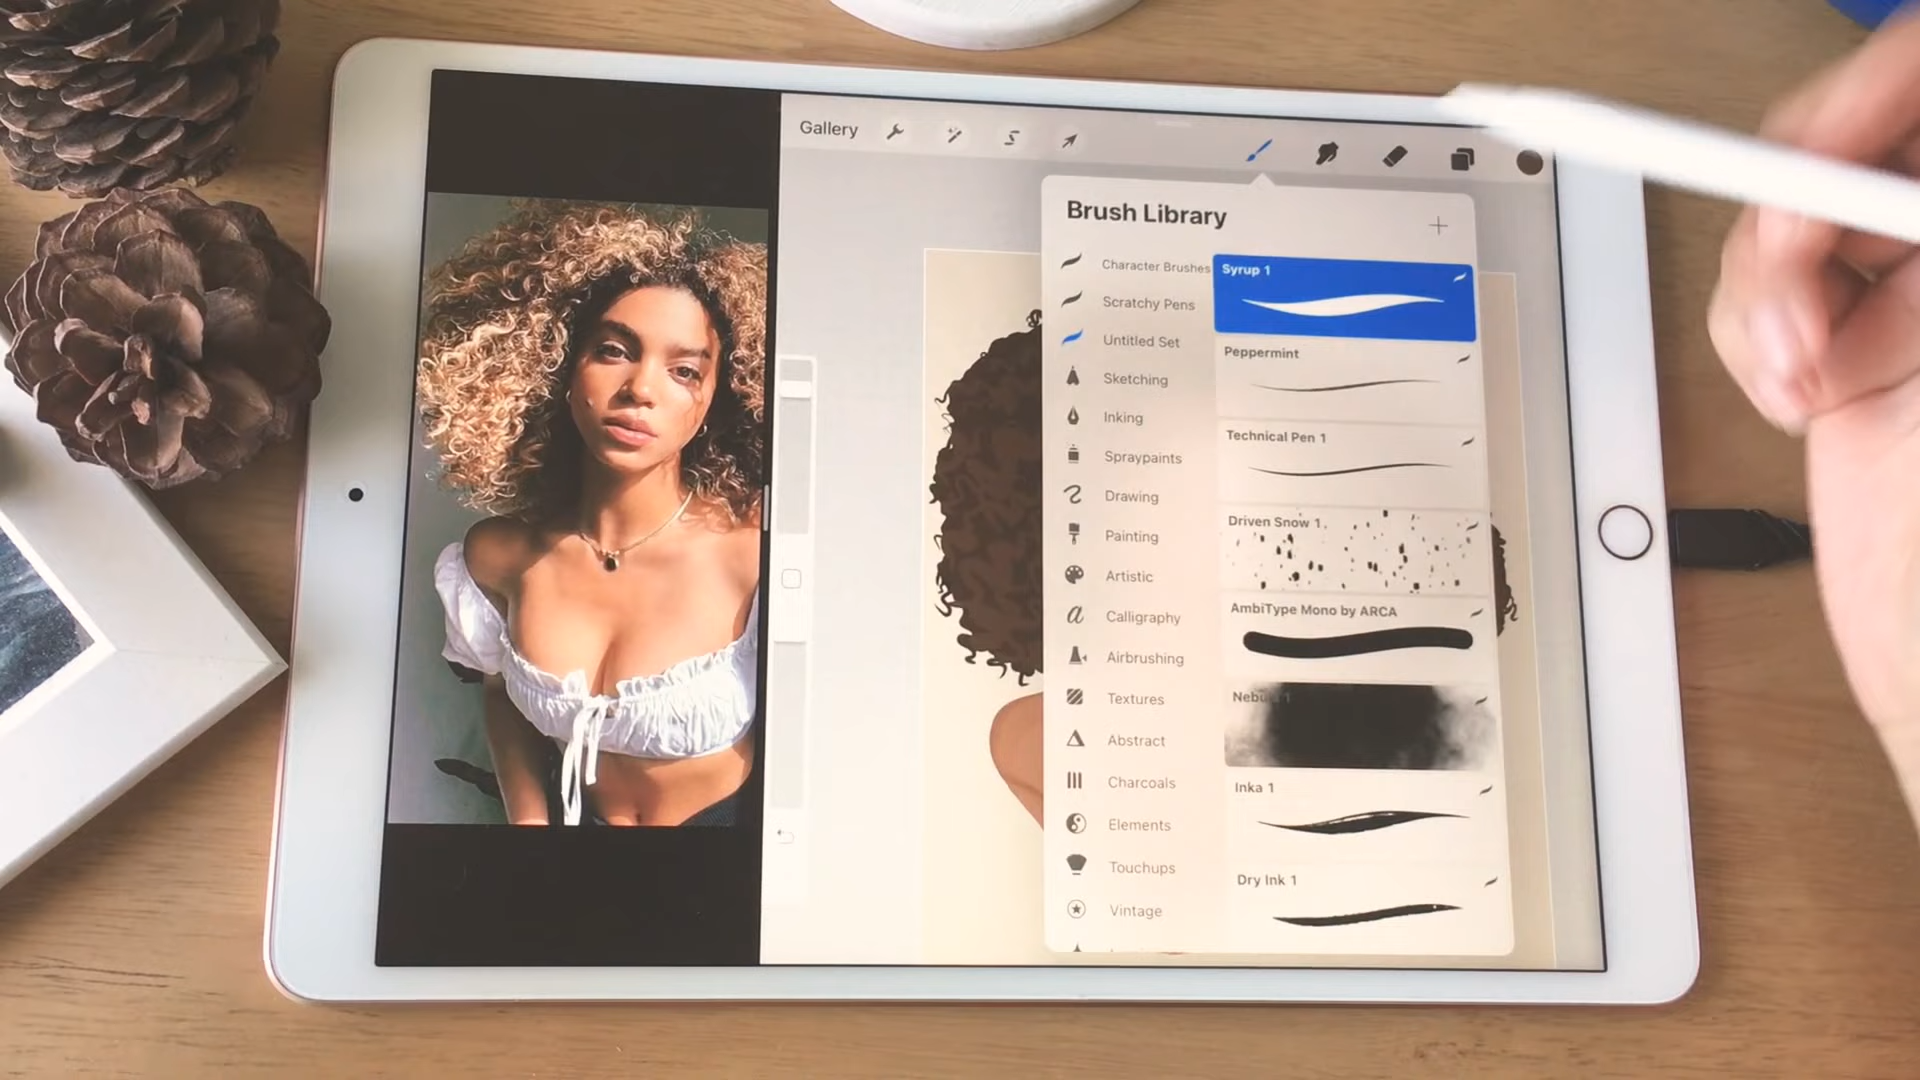 Gallery
Brush Library
Character Brushes
Scratchy Pens
Untitled Set
Sketching
Inking
Spraypaints
Drawing
Painting
Artistic
Calligraphy
Airbrushing
Textures
Abstract
Charcoals
Elements
Touchups
Vintage
Syrup 1
Peppermint
Technical Pen 1
Driven Snow 1
AmbiType Mono by ARCA
Inka 1
Dry Ink 1